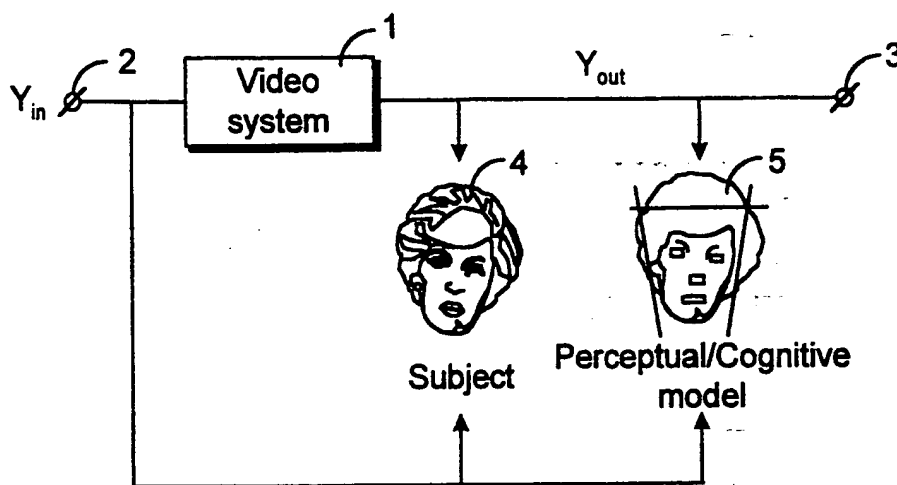 1
2
3
Y_in
Video
system
Y_out
4
5
Subject
Perceptual/Cognitive
model